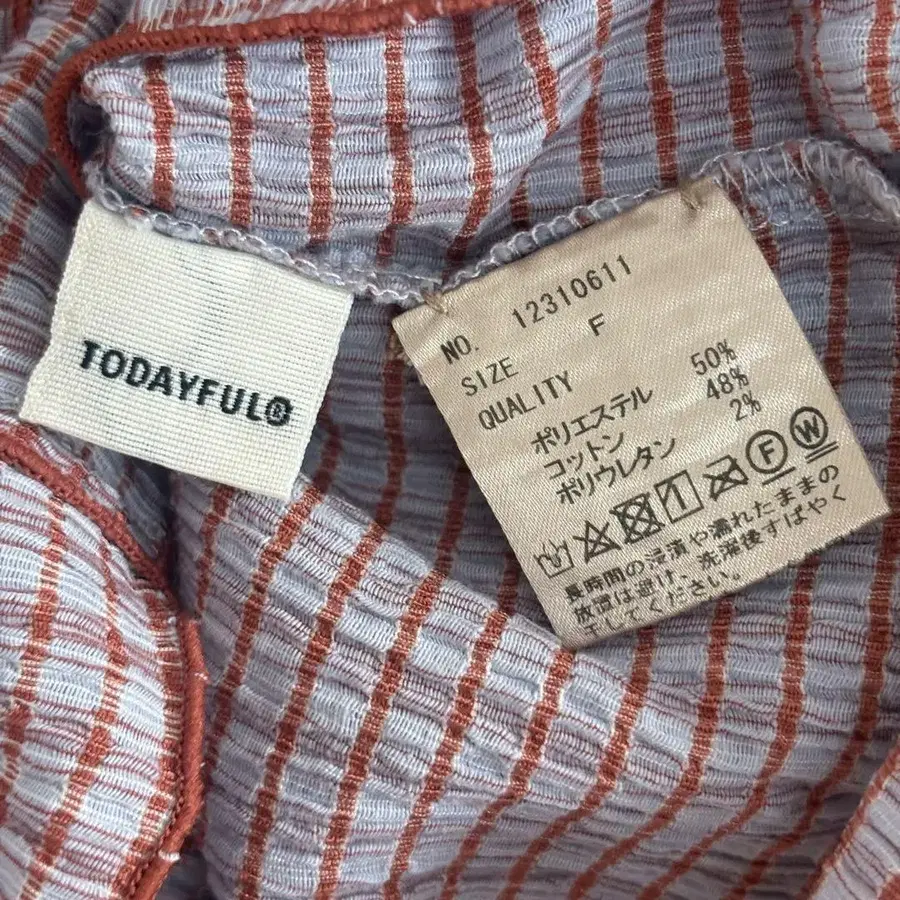 TODAYFUL®
NO. 12310611
SIZE F
QUALITY
ポリエステル 50%
コットン 48%
ポリウレタン 2%
F W
長時間の浸漬や濡れたままの
放置は避け、洗濯後すばやく
干してください。